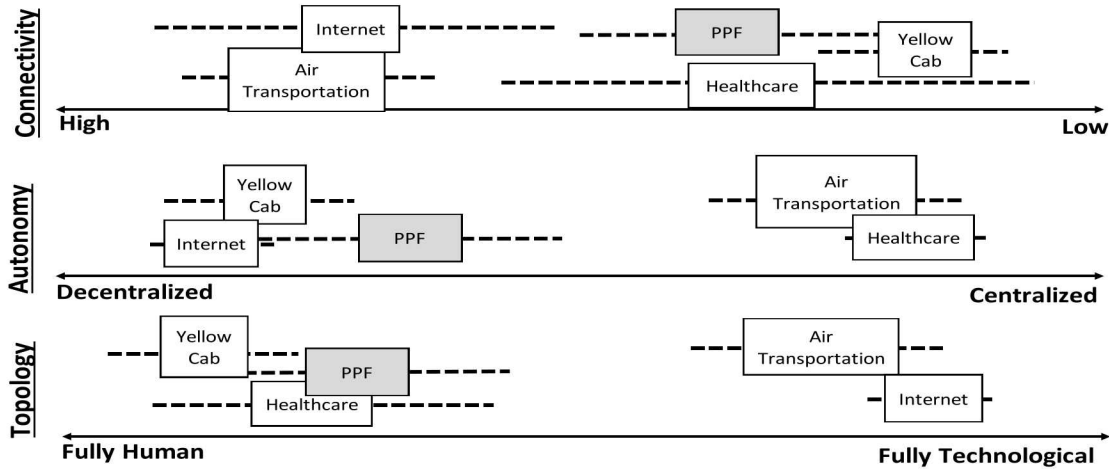 Connectivity
Internet
Air
Transportation
PPF
Yellow
Cab
Healthcare
High
Low
Autonomy
Yellow
Cab
Internet
PPF
Air
Transportation
Healthcare
Decentralized
Centralized
Topology
Yellow
Cab
PPF
Healthcare
Air
Transportation
Internet
Fully Human
Fully Technological